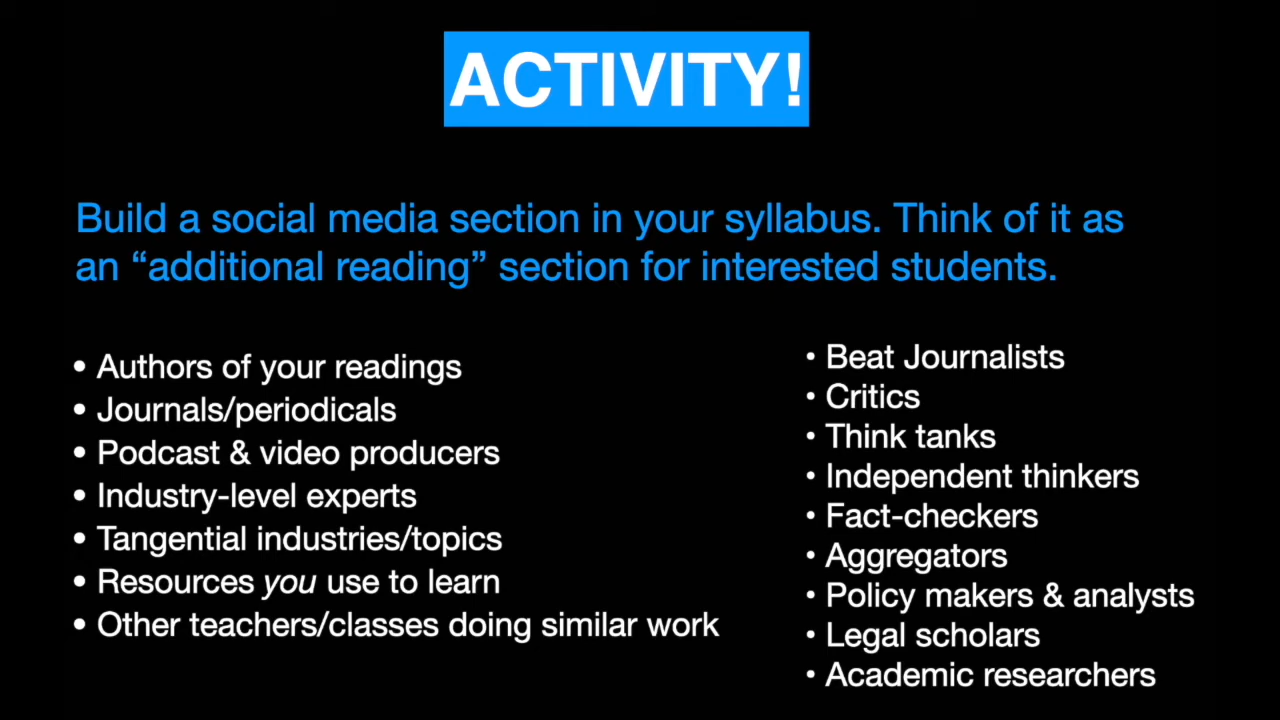 ACTIVITY!
Build a social media section in your syllabus. Think of it as
an “additional reading” section for interested students.
• Authors of your readings
• Journals/periodicals
• Podcast & video producers
• Industry-level experts
• Tangential industries/topics
• Resources you use to learn
• Other teachers/classes doing similar work
• Beat Journalists
• Critics
• Think tanks
• Independent thinkers
• Fact-checkers
• Aggregators
• Policy makers & analysts
• Legal scholars
• Academic researchers